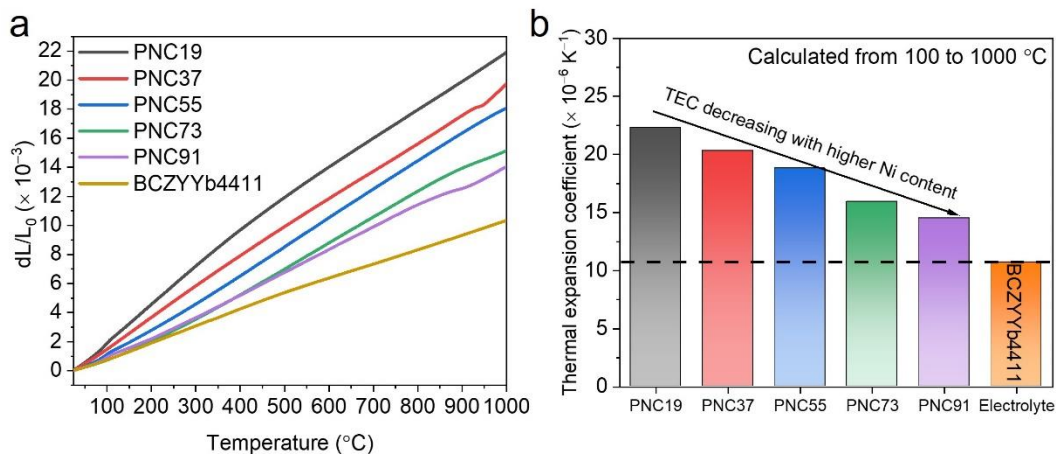 a
22
20
18
16
14
12
10
8
6
4
2
0
dL/L₀ (× 10⁻³)
PNC19
PNC37
PNC55
PNC73
PNC91
BCZYYb4411
100 200 300 400 500 600 700 800 900 1000
Temperature (°C)
b
30
25
20
15
10
5
0
Thermal expansion coefficient (× 10⁻⁶ K⁻¹)
Calculated from 100 to 1000 °C
TEC decreasing with higher Ni content
BCZYYb4411
PNC19 PNC37 PNC55 PNC73 PNC91 Electrolyte